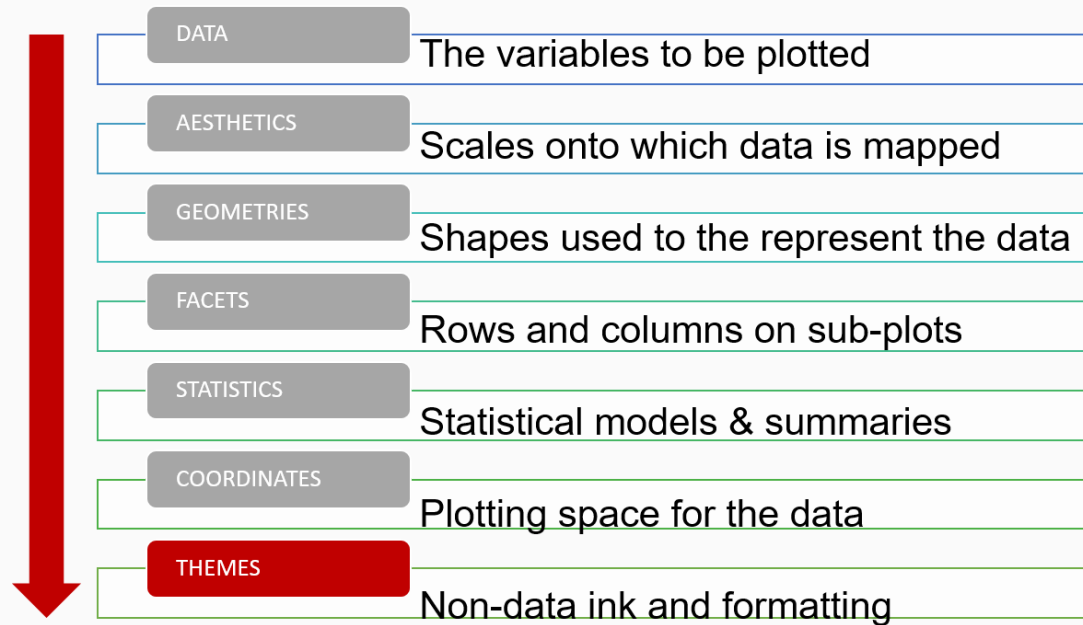 DATA
The variables to be plotted
AESTHETICS
Scales onto which data is mapped
GEOMETRIES
Shapes used to the represent the data
FACETS
Rows and columns on sub-plots
STATISTICS
Statistical models & summaries
COORDINATES
Plotting space for the data
THEMES
Non-data ink and formatting